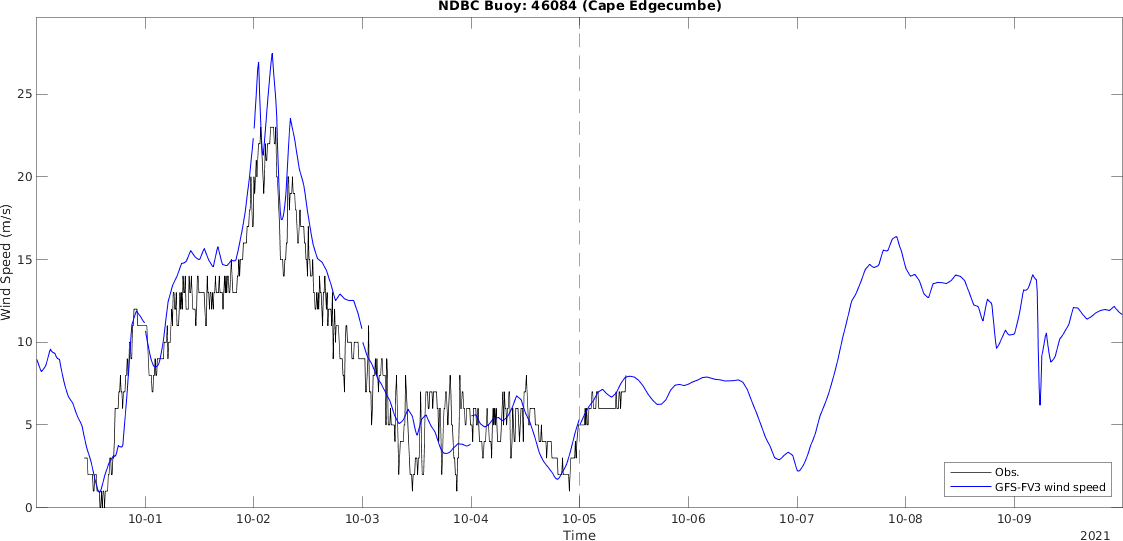 NDBC Buoy: 46084 (Cape Edgecumbe)
Wind Speed (m/s)
25
20
15
10
5
0
10-01 10-02 10-03 10-04 10-05 10-06 10-07 10-08 10-09
Time
2021
Obs.
GFS-FV3 wind speed